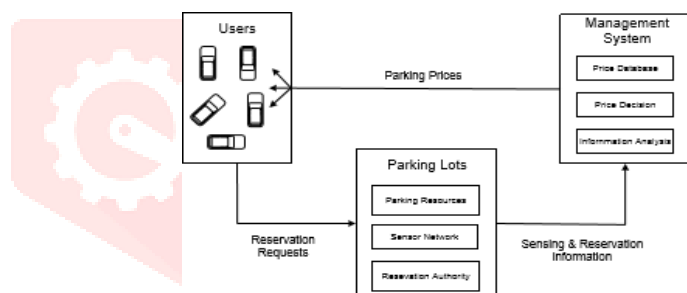 Users
Management
System
Price Database
Parking Prices
Price Decision
Information Analysis
Parking Lots
Parking Resources
Reservation
Requests
Sensor Network
Sensing & Reservation
Information
Resevation Authority